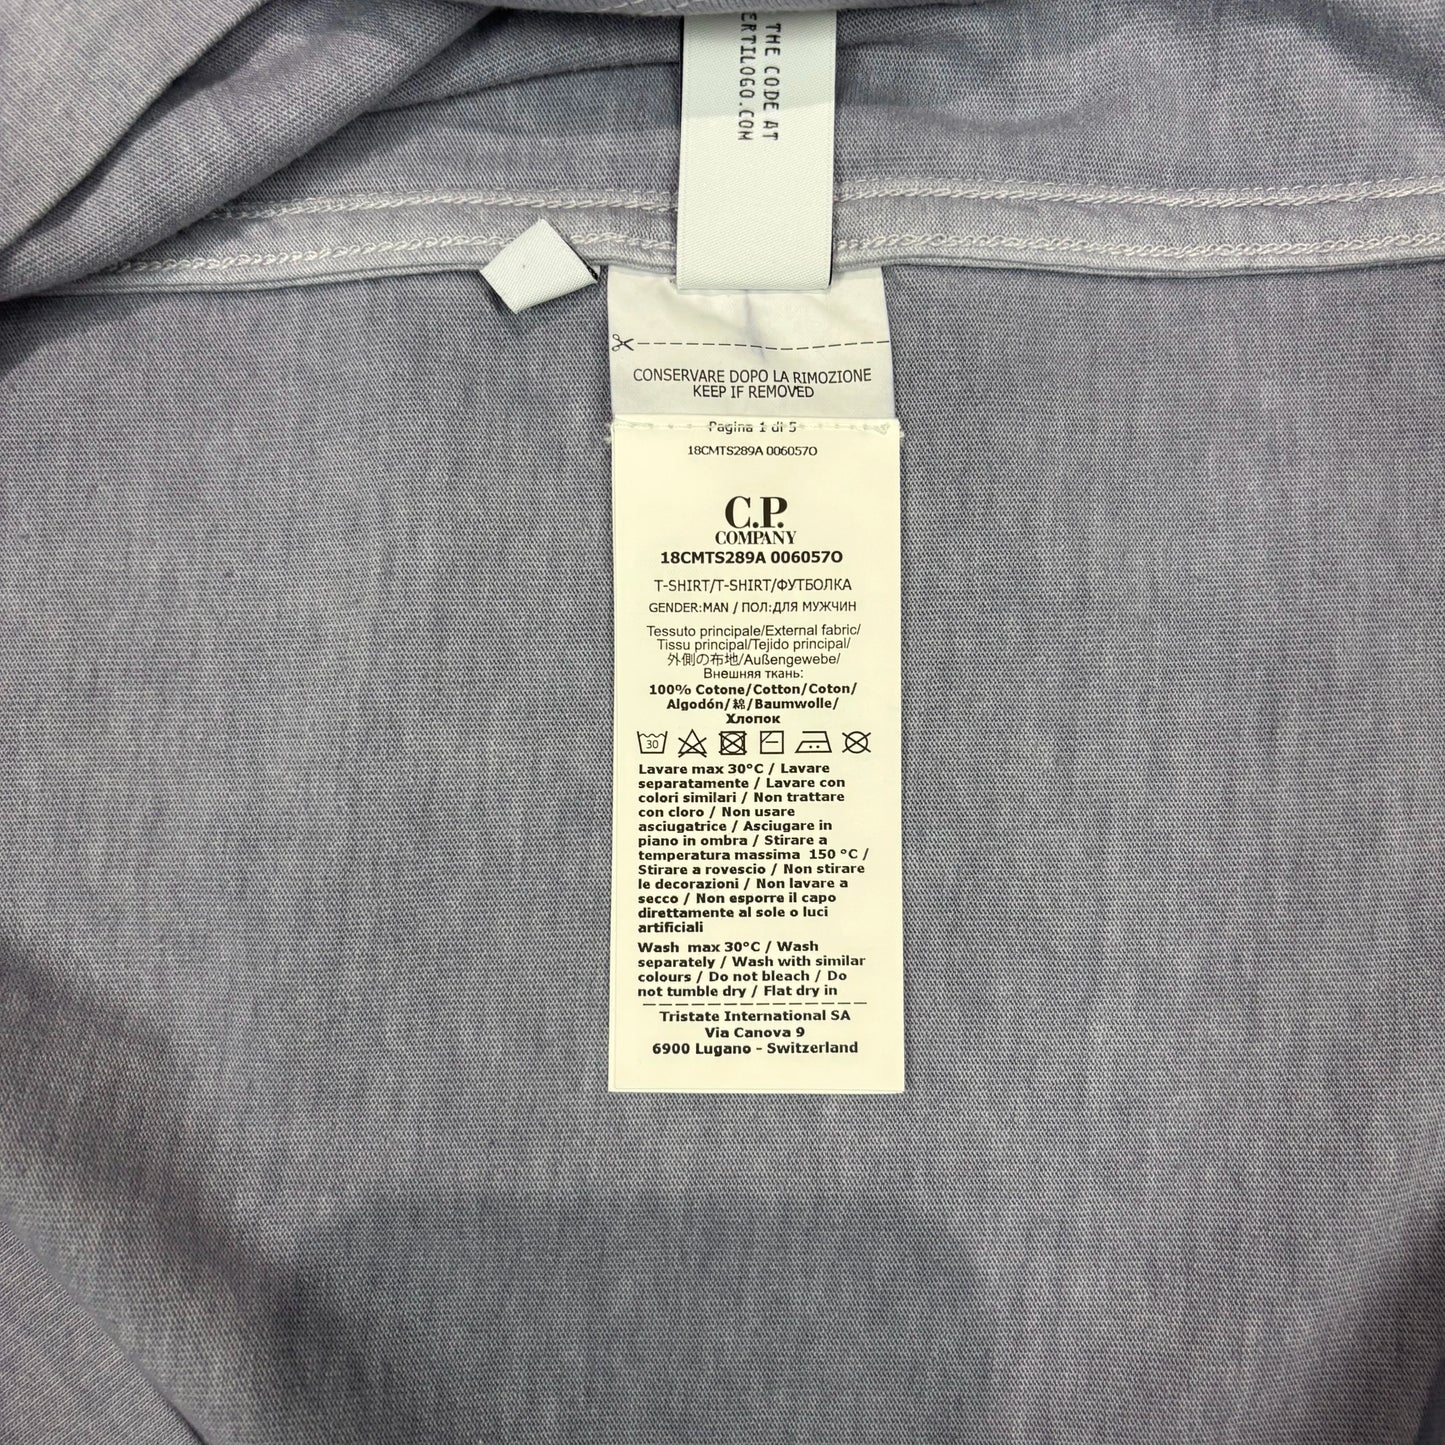 THE CODE AT
ERTILOGO.COM
CONSERVARE DOPO LA RIMOZIONE
KEEP IF REMOVED
Pagina 1 di 5
18CMTS289A 006057O
C.P.
COMPANY
18CMTS289A 006057O
T-SHIRT/T-SHIRT/ФУТБОЛКА
GENDER:MAN / ПОЛ:ДЛЯ МУЖЧИН
Tessuto principale/External fabric/
Tissu principal/Tejido principal/
外側の布地/Außengewebe/
Внешняя ткань:
100% Cotone/Cotton/Coton/
Algodón/綿/Baumwolle/
Хлопок
30
Lavare max 30°C / Lavare
separatamente / Lavare con
colori similari / Non trattare
con cloro / Non usare
asciugatrice / Asciugare in
piano in ombra / Stirare a
temperatura massima 150 °C /
Stirare a rovescio / Non stirare
le decorazioni / Non lavare a
secco / Non esporre il capo
direttamente al sole o luci
artificiali
Wash max 30°C / Wash
separately / Wash with similar
colours / Do not bleach / Do
not tumble dry / Flat dry in
Tristate International SA
Via Canova 9
6900 Lugano - Switzerland